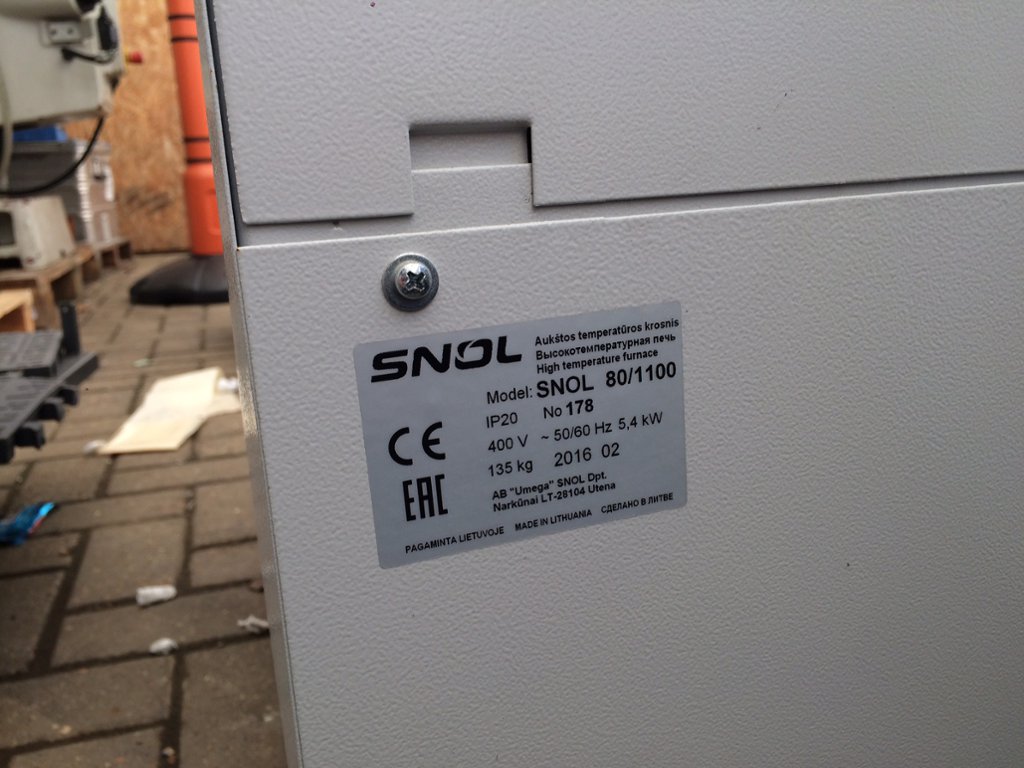 SNOL
Aukštos temperatūros krosnis
Высокотемпературная печь
High temperature furnace
Model: SNOL 80/1100
IP20 No 178
400 V ~ 50/60 Hz 5,4 kW
135 kg 2016 02
CE
EAC
AB "Umega" SNOL Dpt.
Narkūnai LT-28104 Utena
PAGAMINTA LIETUVOJE MADE IN LITHUANIA СДЕЛАНО В ЛИТВЕ